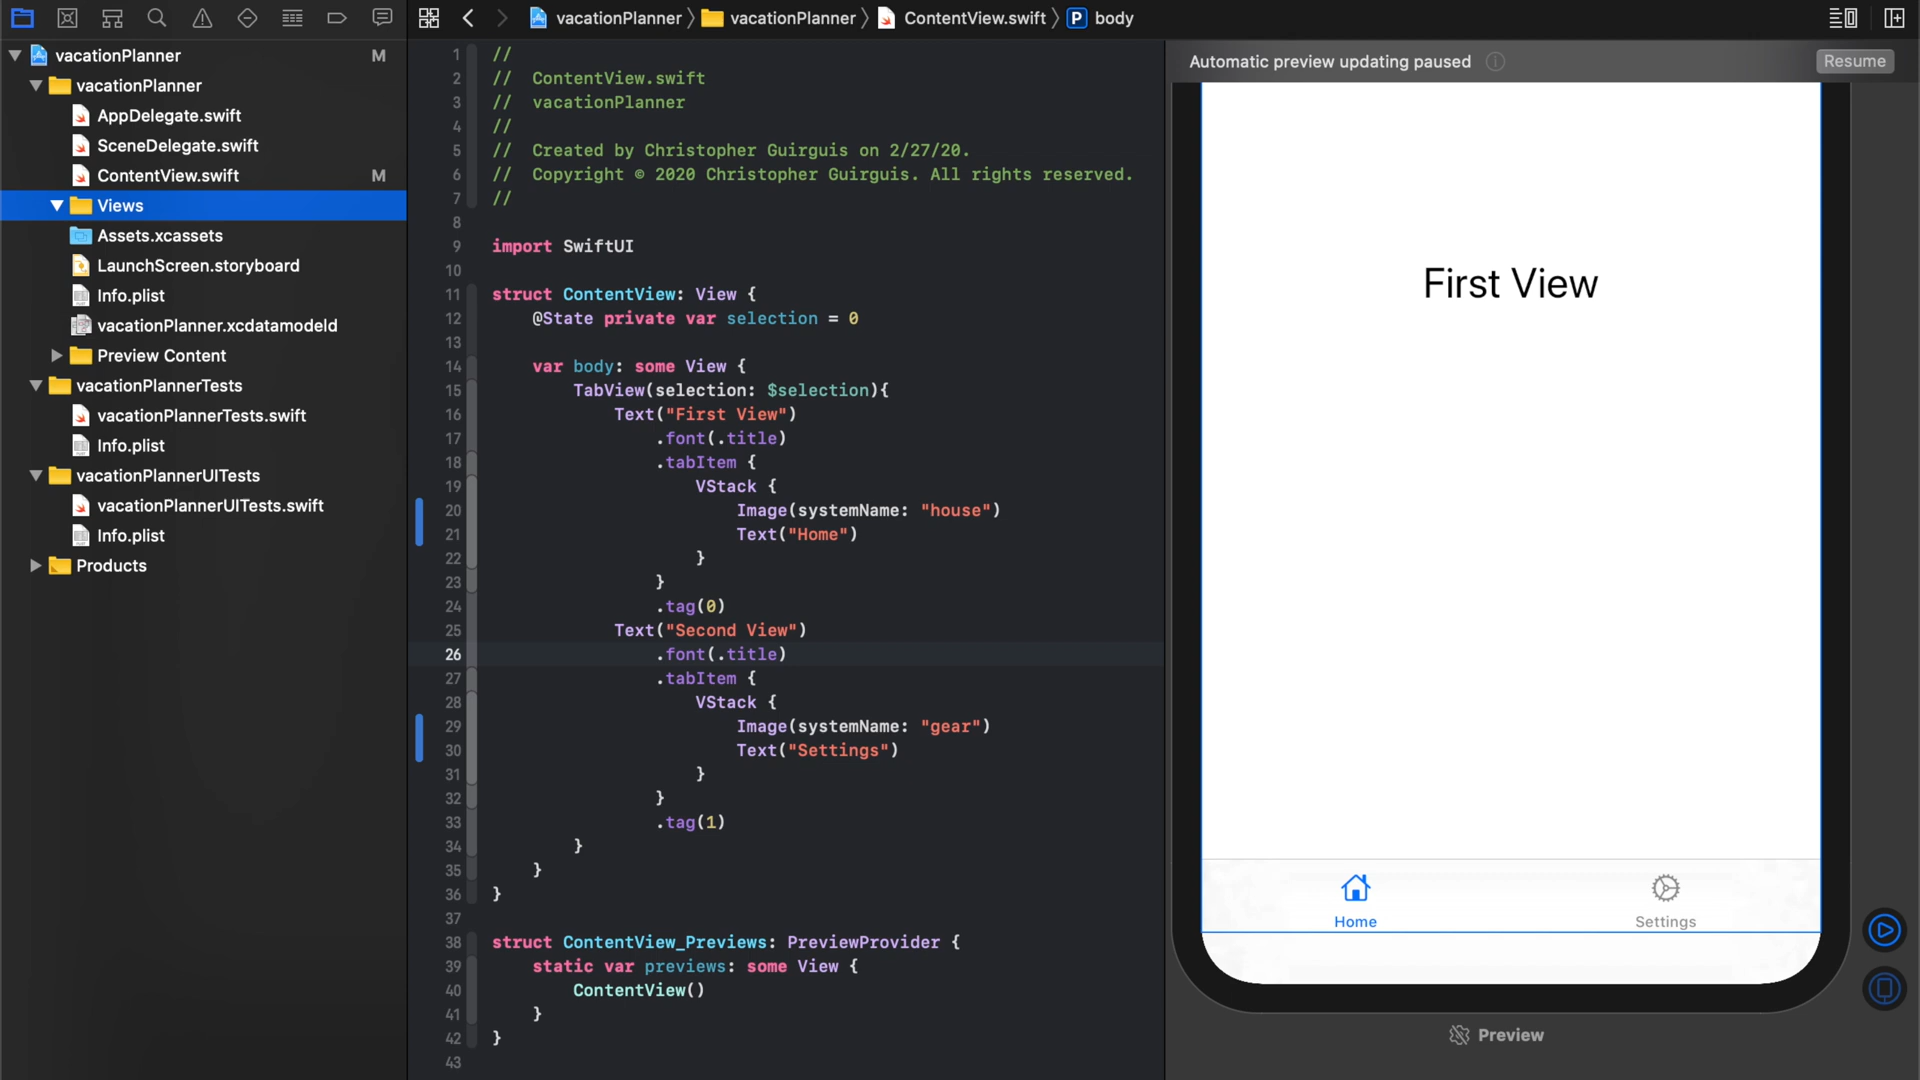 vacationPlanner M
vacationPlanner
AppDelegate.swift
SceneDelegate.swift
ContentView.swift M
Views
Assets.xcassets
LaunchScreen.storyboard
Info.plist
vacationPlanner.xcdatamodeld
Preview Content
vacationPlannerTests
vacationPlannerTests.swift
Info.plist
vacationPlannerUITests
vacationPlannerUITests.swift
Info.plist
Products
vacationPlanner 〉 vacationPlanner 〉 ContentView.swift 〉 P body
1 //
2 //  ContentView.swift
3 //  vacationPlanner
4 //
5 //  Created by Christopher Guirguis on 2/27/20.
6 //  Copyright © 2020 Christopher Guirguis. All rights reserved.
7 //
8
9 import SwiftUI
10
11 struct ContentView: View {
12     @State private var selection = 0
13
14     var body: some View {
15         TabView(selection: $selection){
16             Text("First View")
17                 .font(.title)
18                 .tabItem {
19                     VStack {
20                         Image(systemName: "house")
21                         Text("Home")
22                     }
23                 }
24                 .tag(0)
25             Text("Second View")
26                 .font(.title)
27                 .tabItem {
28                     VStack {
29                         Image(systemName: "gear")
30                         Text("Settings")
31                     }
32                 }
33                 .tag(1)
34         }
35     }
36 }
37
38 struct ContentView_Previews: PreviewProvider {
39     static var previews: some View {
40         ContentView()
41     }
42 }
43
Automatic preview updating paused
Resume
First View
Home
Settings
Preview